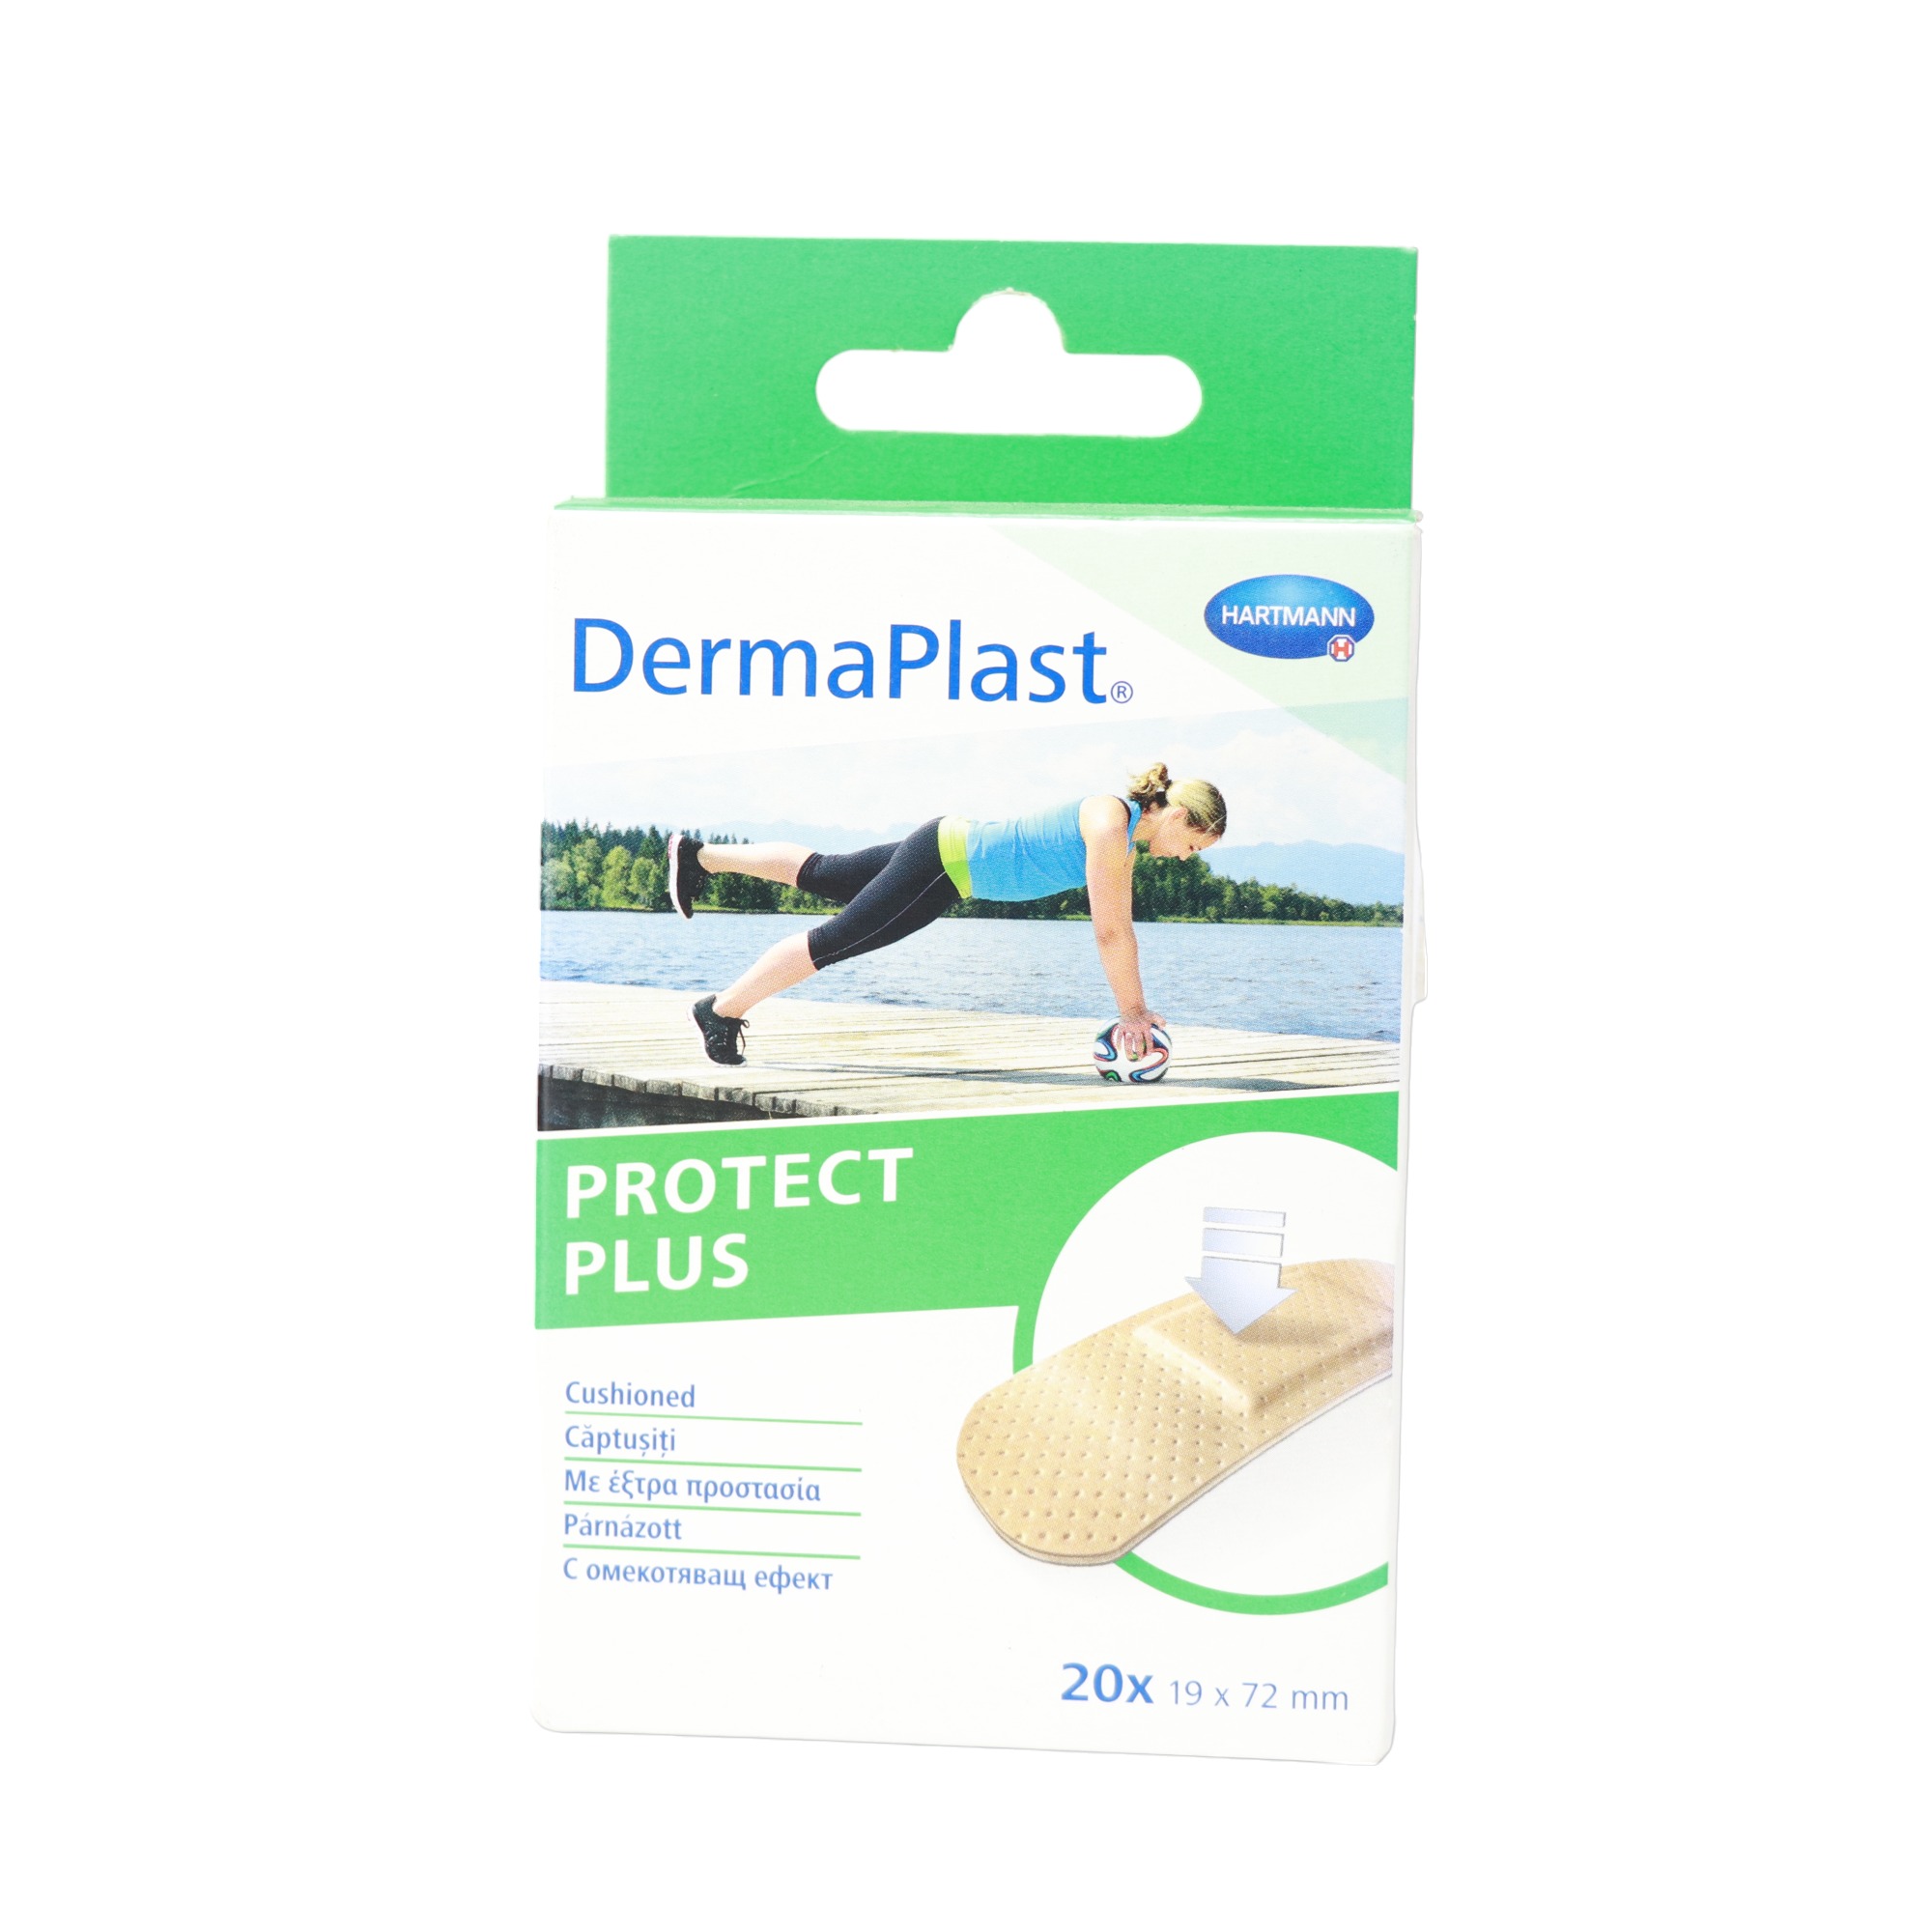 HARTMANN
DermaPlast®
PROTECT
PLUS
Cushioned
Căptușiți
Με έξτρα προστασία
Párnázott
С омекотяващ ефект
20x 19 x 72 mm